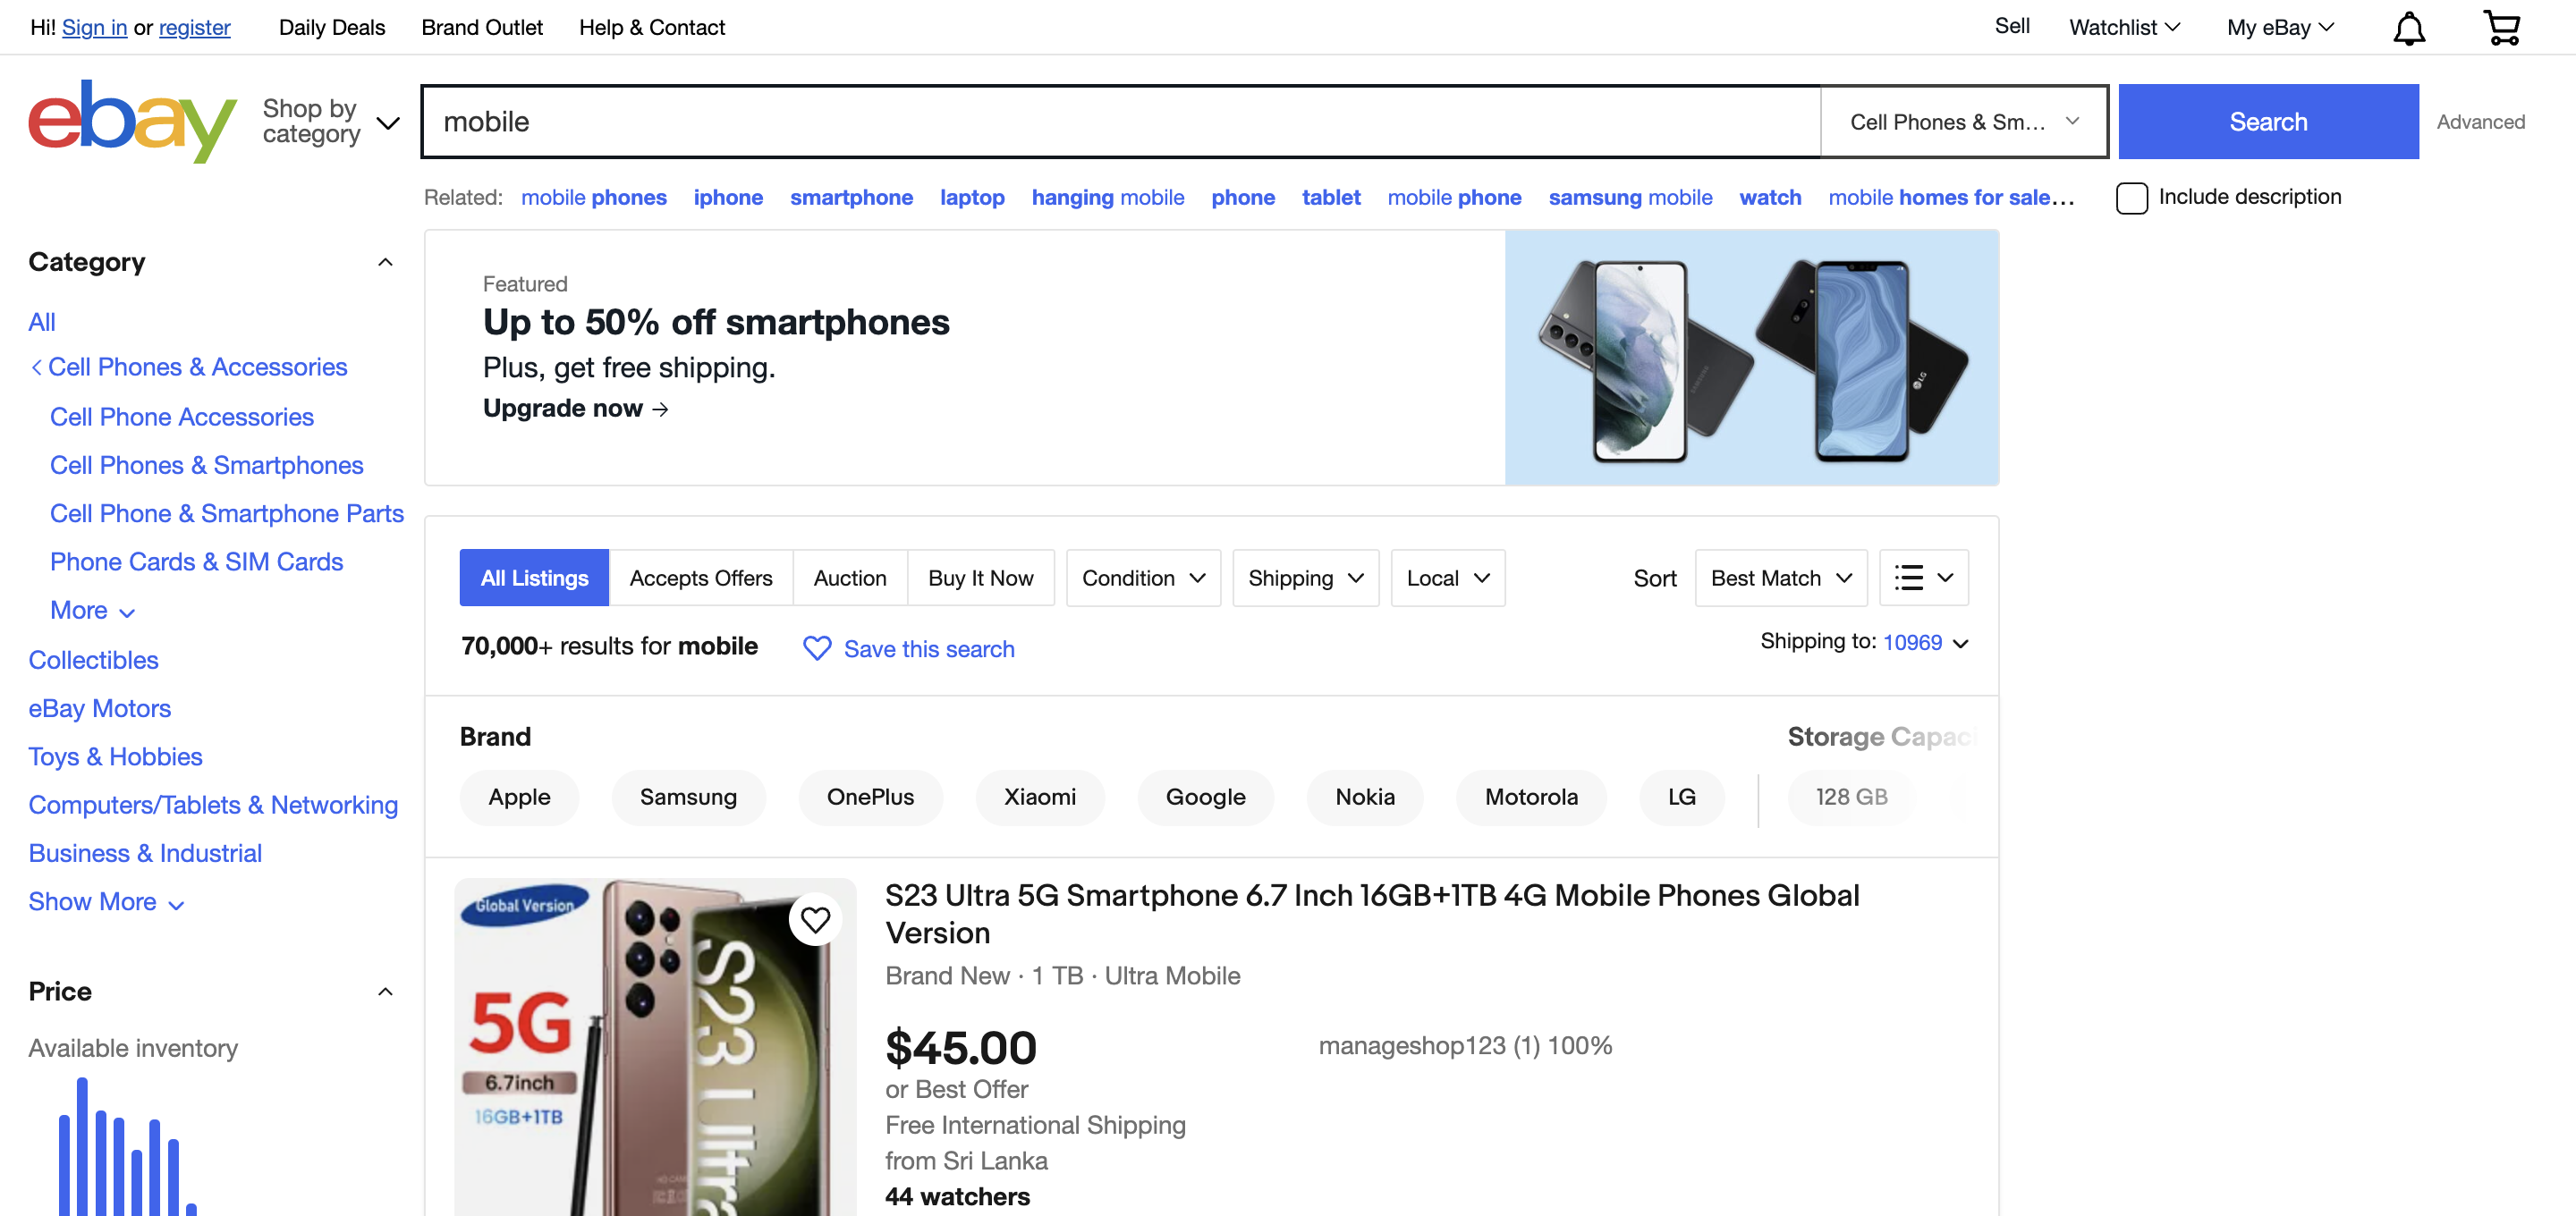 Hi! Sign in or register Daily Deals Brand Outlet Help & Contact Sell Watchlist My eBay
ebay
Shop by
category
mobile
Cell Phones & Sm...
Search
Advanced
Related: mobile phones iphone smartphone laptop hanging mobile phone tablet mobile phone samsung mobile watch mobile homes for sale...
Include description
Category
All
Cell Phones & Accessories
Cell Phone Accessories
Cell Phones & Smartphones
Cell Phone & Smartphone Parts
Phone Cards & SIM Cards
More
Collectibles
eBay Motors
Toys & Hobbies
Computers/Tablets & Networking
Business & Industrial
Show More
Price
Available inventory
Featured
Up to 50% off smartphones
Plus, get free shipping.
Upgrade now →
SAMSUNG
LG
All Listings Accepts Offers Auction Buy It Now Condition Shipping Local Sort Best Match
70,000+ results for mobile Save this search Shipping to: 10969
Brand Storage Capac
Apple Samsung OnePlus Xiaomi Google Nokia Motorola LG 128 GB
Global Version
5G
6.7inch
16GB+1TB
S23 Ultra
S23 Ultra 5G Smartphone 6.7 Inch 16GB+1TB 4G Mobile Phones Global
Version
Brand New · 1 TB · Ultra Mobile
$45.00
manageshop123 (1) 100%
or Best Offer
Free International Shipping
from Sri Lanka
44 watchers